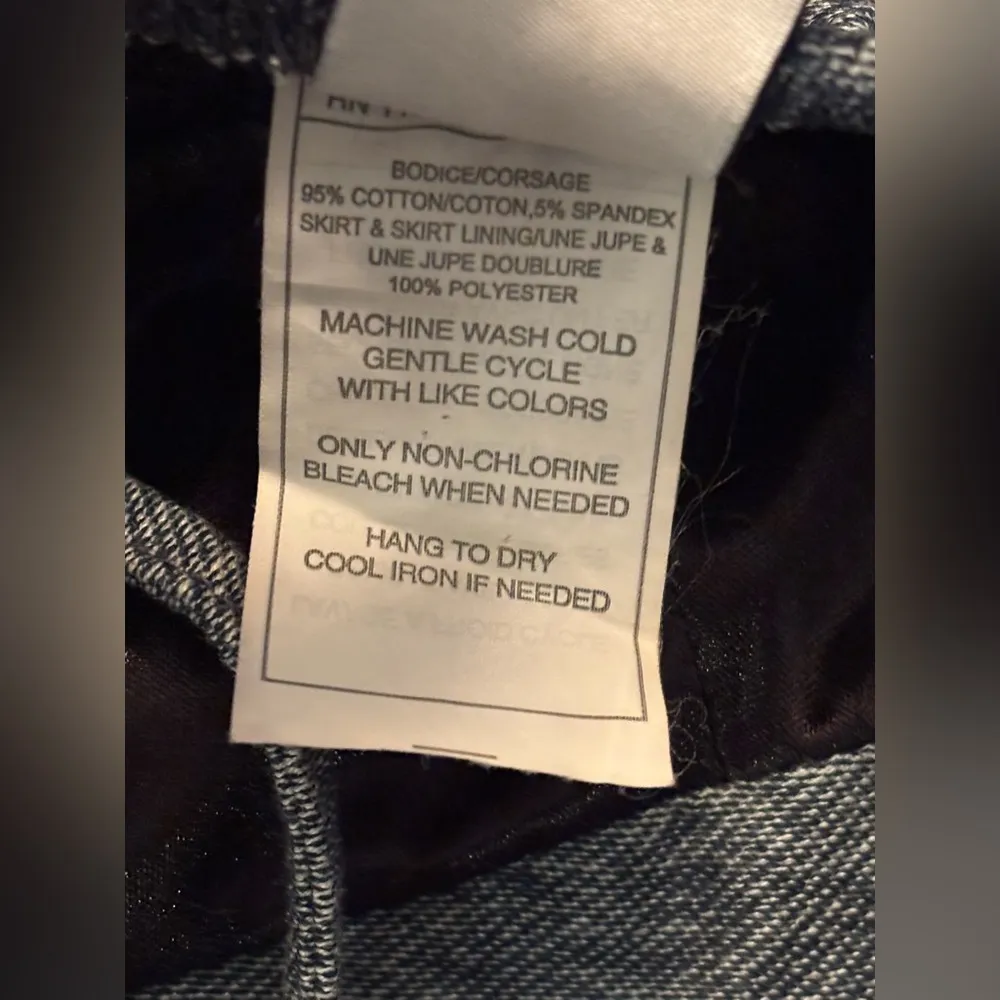 BODICE/CORSAGE
95% COTTON/COTON,5% SPANDEX
SKIRT & SKIRT LINING/UNE JUPE &
UNE JUPE DOUBLURE
100% POLYESTER
MACHINE WASH COLD
GENTLE CYCLE
WITH LIKE COLORS
ONLY NON-CHLORINE
BLEACH WHEN NEEDED
HANG TO DRY
COOL IRON IF NEEDED